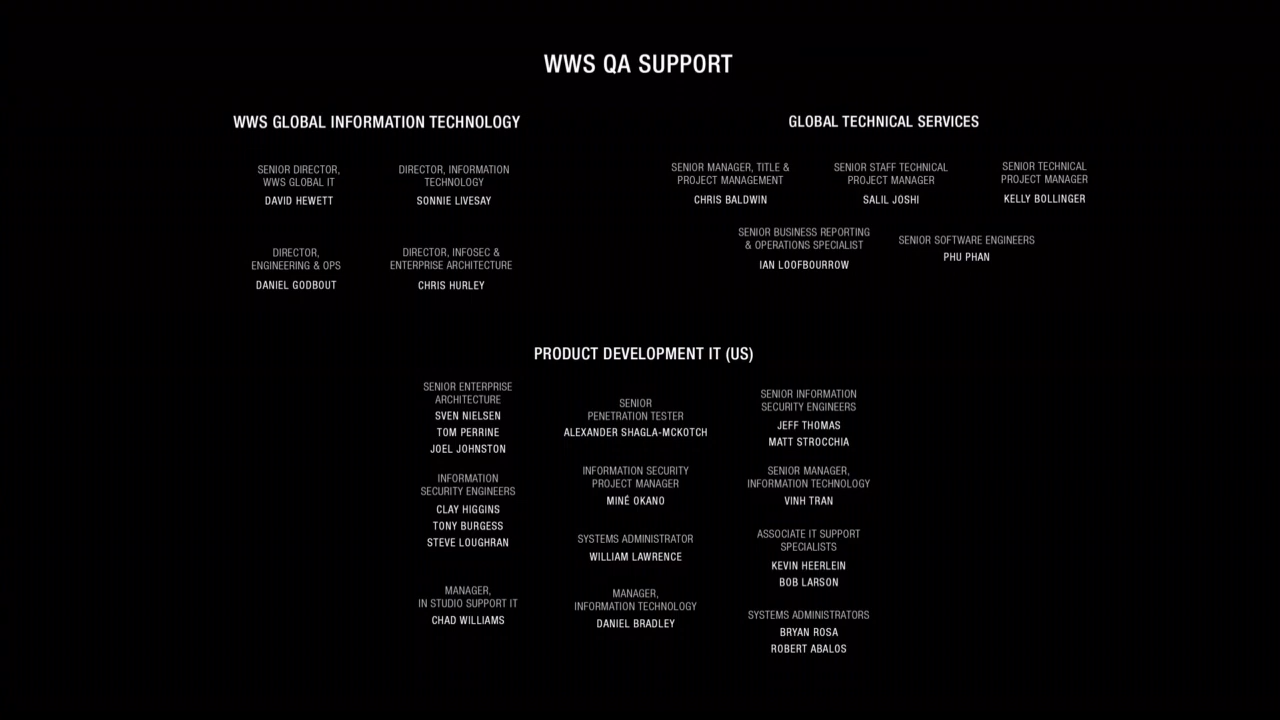 WWS QA SUPPORT
WWS GLOBAL INFORMATION TECHNOLOGY
SENIOR DIRECTOR,
WWS GLOBAL IT
DAVID HEWETT
DIRECTOR, INFORMATION
TECHNOLOGY
SONNIE LIVESAY
DIRECTOR,
ENGINEERING & OPS
DANIEL GODBOUT
DIRECTOR, INFOSEC &
ENTERPRISE ARCHITECTURE
CHRIS HURLEY
GLOBAL TECHNICAL SERVICES
SENIOR MANAGER, TITLE &
PROJECT MANAGEMENT
CHRIS BALDWIN
SENIOR STAFF TECHNICAL
PROJECT MANAGER
SALIL JOSHI
SENIOR TECHNICAL
PROJECT MANAGER
KELLY BOLLINGER
SENIOR BUSINESS REPORTING
& OPERATIONS SPECIALIST
IAN LOOFBOURROW
SENIOR SOFTWARE ENGINEERS
PHU PHAN
PRODUCT DEVELOPMENT IT (US)
SENIOR ENTERPRISE
ARCHITECTURE
SVEN NIELSEN
TOM PERRINE
JOEL JOHNSTON
INFORMATION
SECURITY ENGINEERS
CLAY HIGGINS
TONY BURGESS
STEVE LOUGHRAN
MANAGER,
IN STUDIO SUPPORT IT
CHAD WILLIAMS
SENIOR
PENETRATION TESTER
ALEXANDER SHAGLA-MCKOTCH
INFORMATION SECURITY
PROJECT MANAGER
MINÉ OKANO
SYSTEMS ADMINISTRATOR
WILLIAM LAWRENCE
MANAGER,
INFORMATION TECHNOLOGY
DANIEL BRADLEY
SENIOR INFORMATION
SECURITY ENGINEERS
JEFF THOMAS
MATT STROCCHIA
SENIOR MANAGER,
INFORMATION TECHNOLOGY
VINH TRAN
ASSOCIATE IT SUPPORT
SPECIALISTS
KEVIN HEERLEIN
BOB LARSON
SYSTEMS ADMINISTRATORS
BRYAN ROSA
ROBERT ABALOS